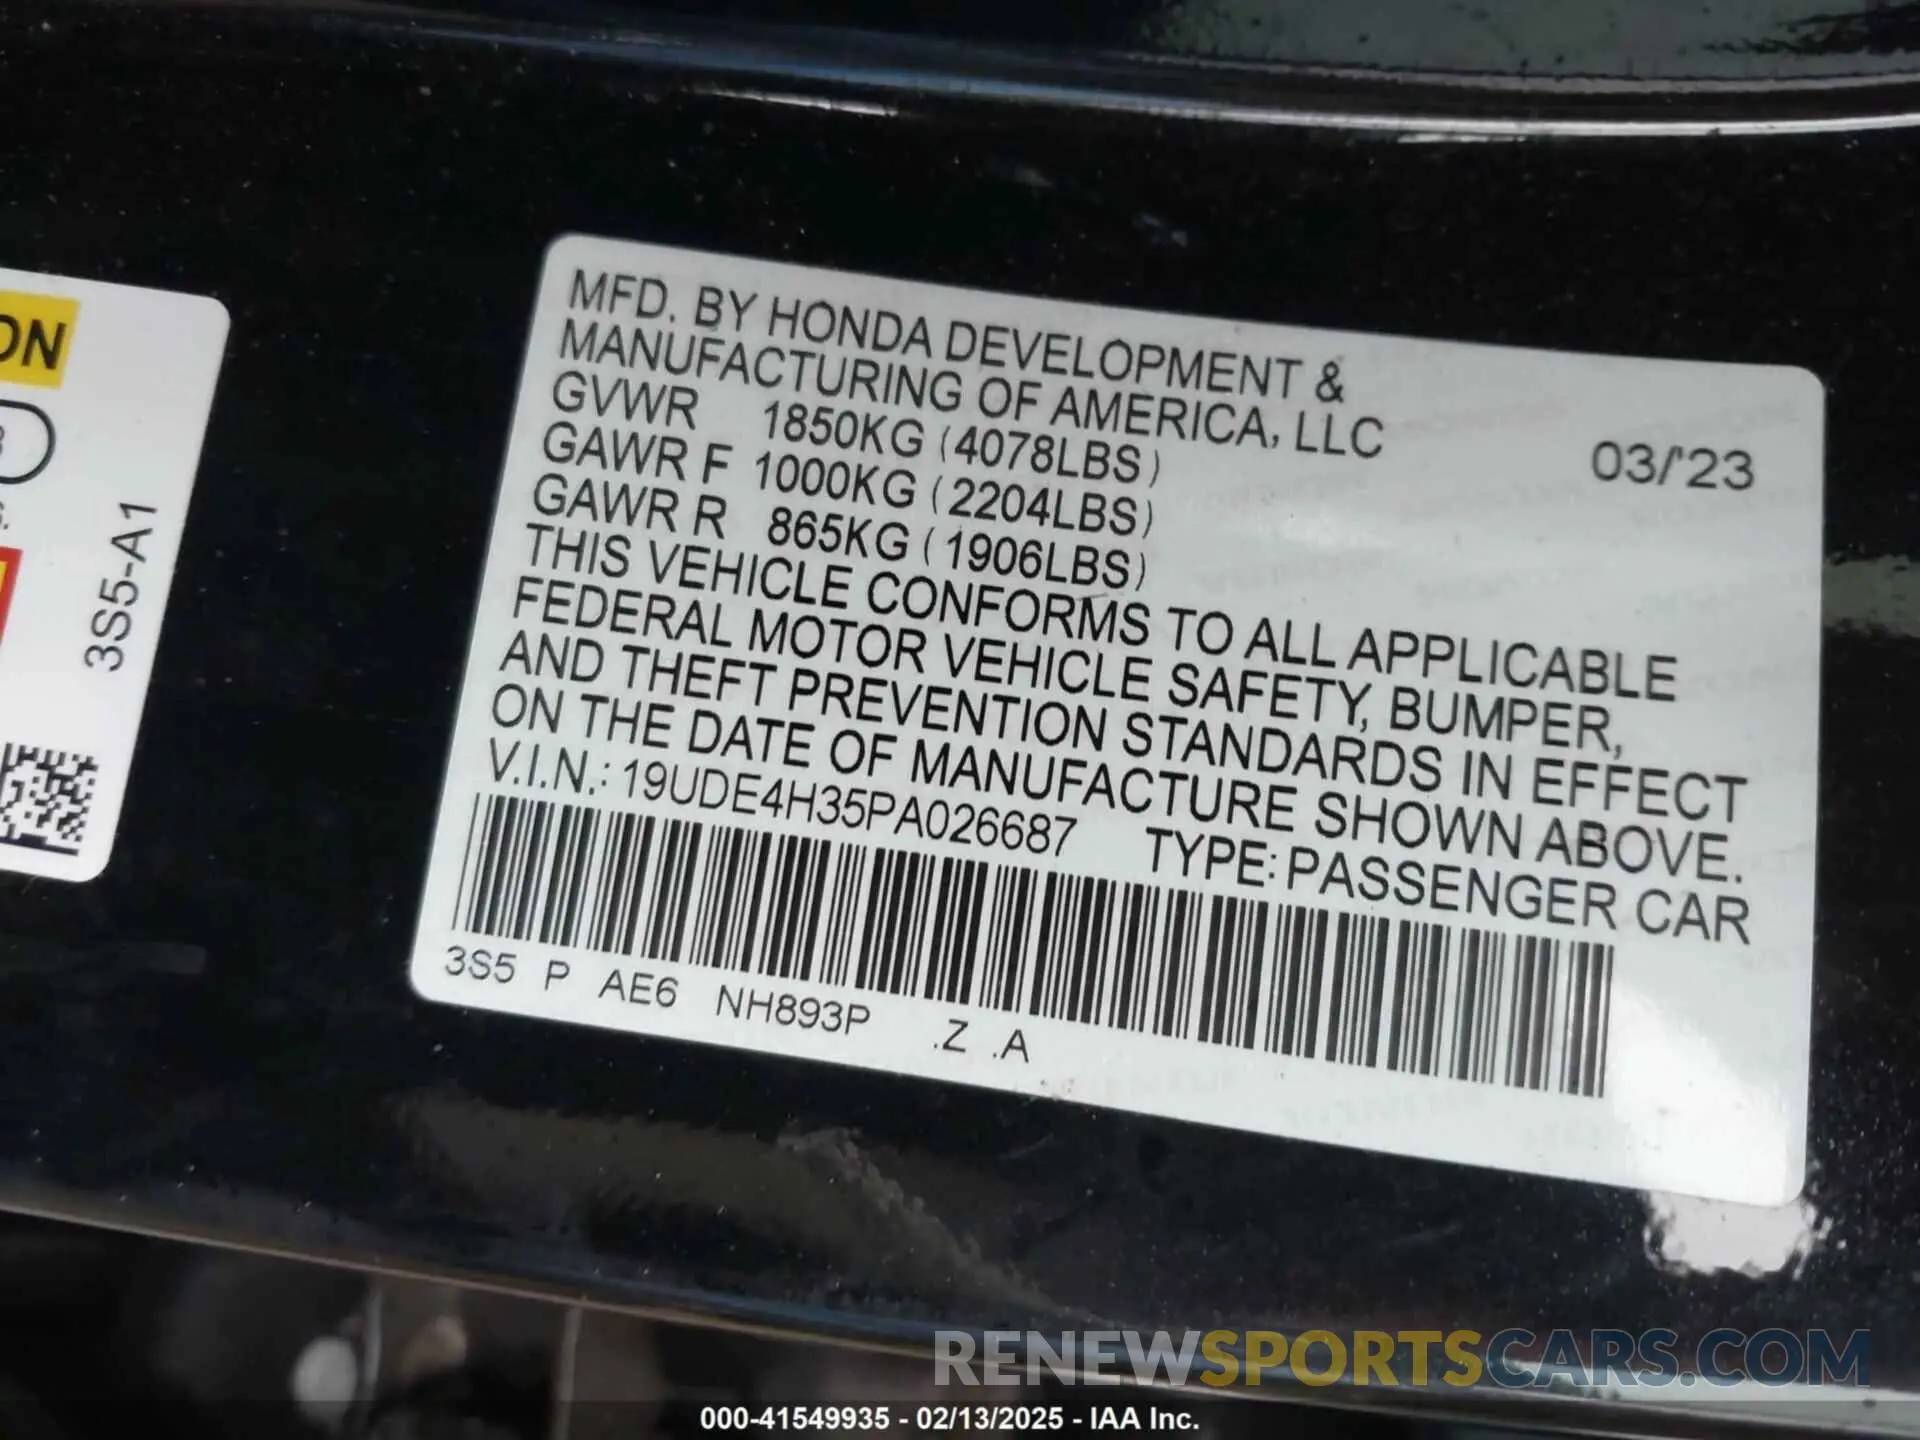 ON
3S5-A1
MFD. BY HONDA DEVELOPMENT &
MANUFACTURING OF AMERICA, LLC
GVWR 1850KG (4078LBS) 03/'23
GAWR F 1000KG (2204LBS)
GAWR R 865KG (1906LBS)
THIS VEHICLE CONFORMS TO ALL APPLICABLE
FEDERAL MOTOR VEHICLE SAFETY, BUMPER,
AND THEFT PREVENTION STANDARDS IN EFFECT
ON THE DATE OF MANUFACTURE SHOWN ABOVE.
V.I.N.: 19UDE4H35PA026687 TYPE: PASSENGER CAR
3S5 P AE6 NH893P .Z .A
RENEWSPORTSCARS.COM
000-41549935 - 02/13/2025 - IAA Inc.